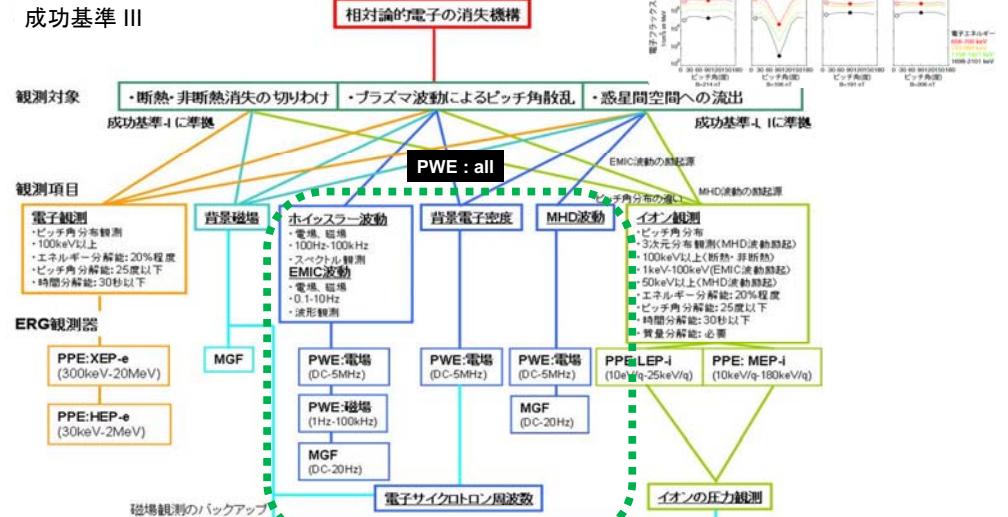 成功基準 III
相対論的電子の消失機構
電子フラックス
電子エネルギー
ピッチ角(度)
ピッチ角(度)
ピッチ角(度)
ピッチ角(度)
観測対象
・断熱・非断熱消失の切りわけ
・プラズマ波動によるピッチ角散乱
・惑星間空間への流出
成功基準-Iに準拠
成功基準-I, IIに準拠
PWE : all
EMIC波動の励起源
MHD波動の励起源
ピッチ角分布の違い
観測項目
電子観測
・ピッチ角分布観測
・100keV以上
・エネルギー分解能: 20%程度
・ピッチ角分解能: 25度以下
・時間分解能: 30秒以下
背景磁場
ホイッスラー波動
・電場、磁場
・100Hz-100kHz
・スペクトル観測
EMIC波動
・電場、磁場
・0.1-10Hz
・波形観測
背景電子密度
MHD波動
イオン観測
・ピッチ角分布
・3次元分布観測(MHD波動励起)
・100keV以上(断熱・非断熱)
・1keV-100keV(EMIC波動励起)
・50keV以上(MHD波動励起)
・エネルギー分解能: 20%程度
・ピッチ角分解能: 25度以下
・時間分解能: 30秒以下
・質量分解能: 必要
ERG観測器
PPE:XEP-e
(300keV-20MeV)
PPE:HEP-e
(30keV-2MeV)
MGF
PWE:電場
(DC-5MHz)
PWE:磁場
(1Hz-100kHz)
MGF
(DC-20Hz)
PWE:電場
(DC-5MHz)
PWE:電場
(DC-5MHz)
MGF
(DC-20Hz)
PPE:LEP-i
(10eV/q-25keV/q)
PPE: MEP-i
(10keV/q-180keV/q)
電子サイクロトロン周波数
イオンの圧力観測
磁場観測のバックアップ